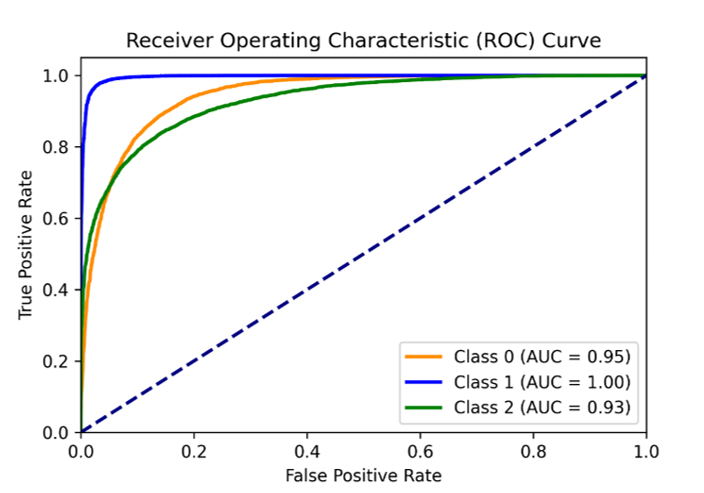 Receiver Operating Characteristic (ROC) Curve
True Positive Rate
1.0
0.8
0.6
0.4
0.2
0.0
Class 0 (AUC = 0.95)
Class 1 (AUC = 1.00)
Class 2 (AUC = 0.93)
0.0 0.2 0.4 0.6 0.8 1.0
False Positive Rate